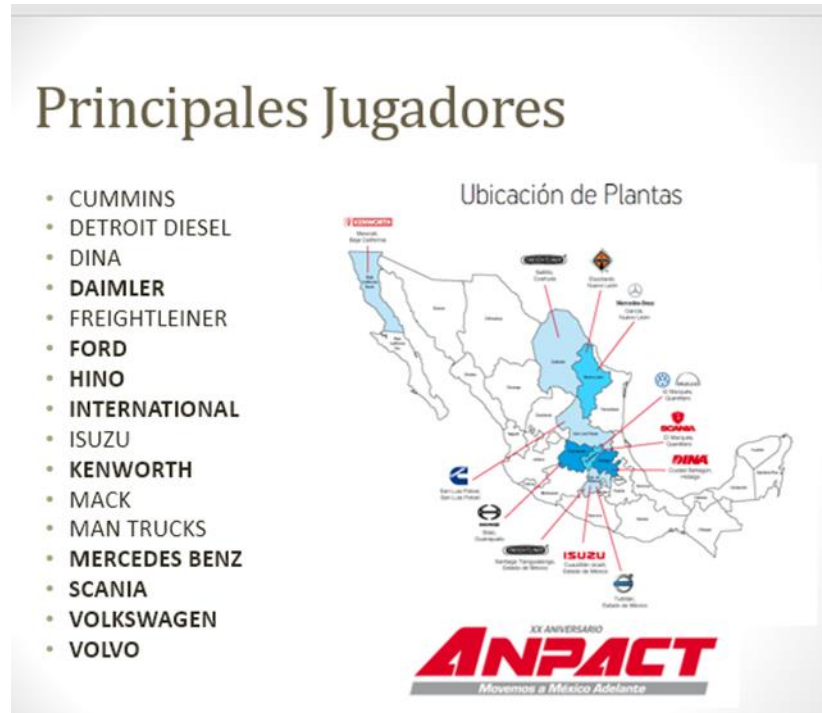 Principales Jugadores
CUMMINS
DETROIT DIESEL
DINA
DAIMLER
FREIGHTLEINER
FORD
HINO
INTERNATIONAL
ISUZU
KENWORTH
MACK
MAN TRUCKS
MERCEDES BENZ
SCANIA
VOLKSWAGEN
VOLVO
Ubicación de Plantas
KENWORTH
Mexicali,
Baja California
FREIGHTLINER
Saltillo,
Coahuila
Escobedo,
Nuevo León
Mercedes-Benz
García,
Nuevo León
El Marqués,
Querétaro
SCANIA
El Marqués,
Querétaro
DINA
Ciudad Sahagún,
Hidalgo
San Luis Potosí,
San Luis Potosí
HINO
Silao,
Guanajuato
FREIGHTLINER
Santiago Tianguistenco,
Estado de México
ISUZU
Cuautitlán Izcalli,
Estado de México
Tultitlán,
Estado de México
XX ANIVERSARIO
ANPACT
Movemos a México Adelante